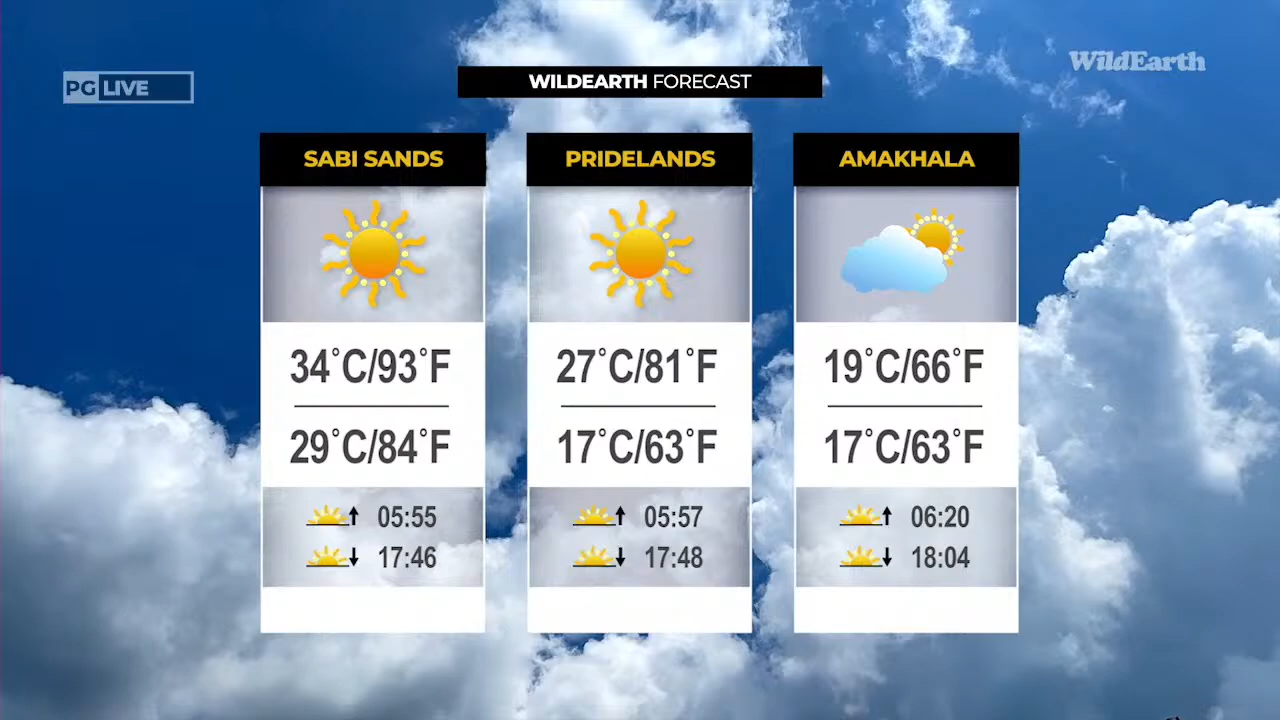 PG LIVE
WildEarth
WILDEARTH FORECAST
SABI SANDS
34°C/93°F
29°C/84°F
05:55
17:46
PRIDELANDS
27°C/81°F
17°C/63°F
05:57
17:48
AMAKHALA
19°C/66°F
17°C/63°F
06:20
18:04